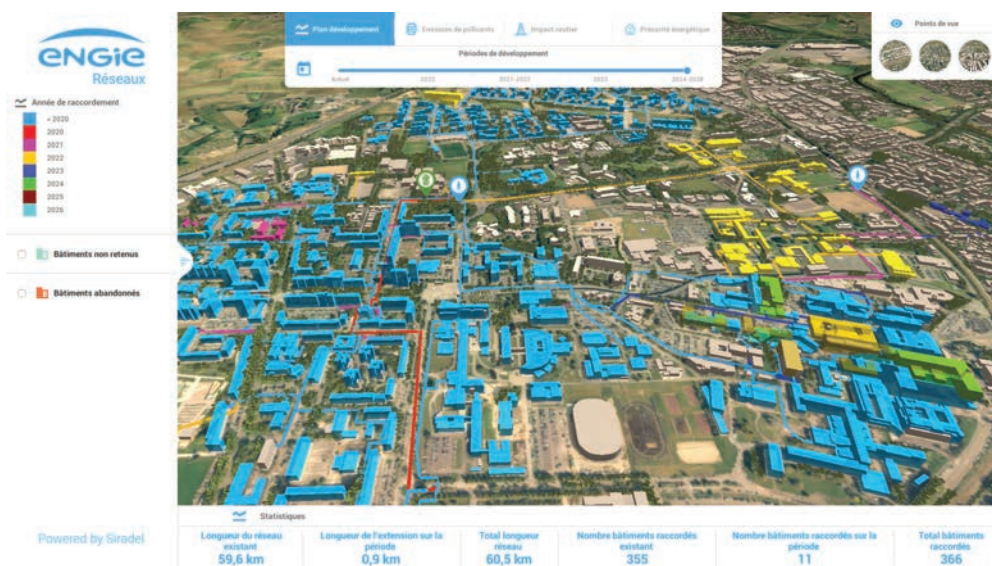 ENGIE
Réseaux
Année de raccordement
< 2020
2020
2021
2022
2023
2024
2025
2026
Bâtiments non retenus
Bâtiments abandonnés
Powered by Siradel
Plan développement
Emissions de polluants
Impact routier
Précarité énergétique
Périodes de développement
Actuel
2020
2021-2022
2023
2024-2028
Points de vue
Statistiques
Longueur du réseau
existant
59,6 km
Longueur de l'extension sur la
période
0,9 km
Total longueur
réseau
60,5 km
Nombre bâtiments raccordés
existant
355
Nombre bâtiments raccordés sur la
période
11
Total bâtiments
raccordés
366